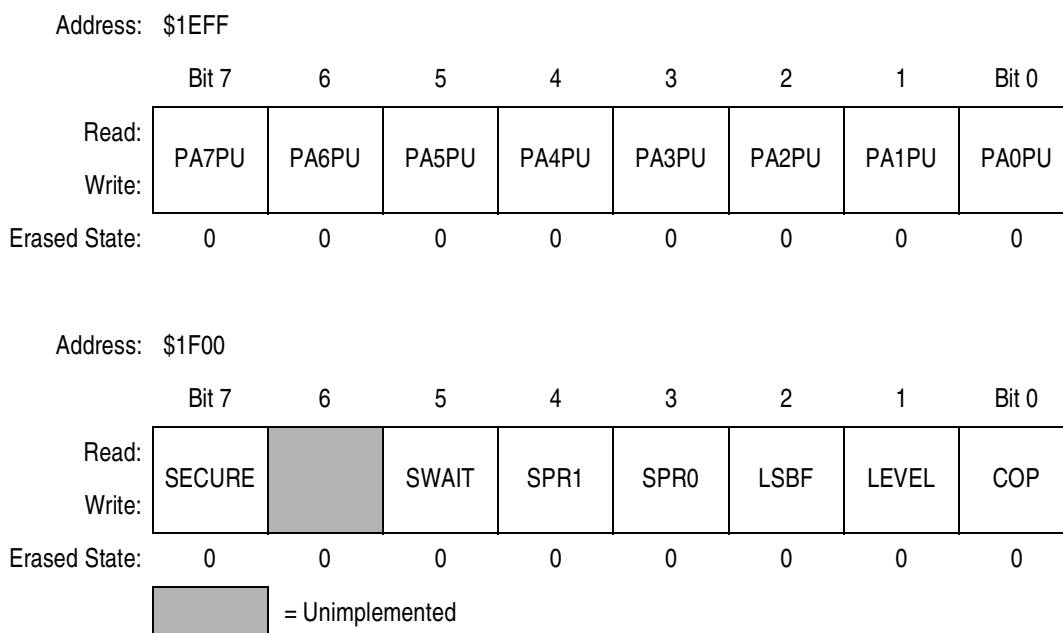 Address: $1EFF
Bit 7 6 5 4 3 2 1 Bit 0
Read:
PA7PU PA6PU PA5PU PA4PU PA3PU PA2PU PA1PU PA0PU
Write:
Erased State: 0 0 0 0 0 0 0 0
Address: $1F00
Bit 7 6 5 4 3 2 1 Bit 0
Read:
SECURE SWAIT SPR1 SPR0 LSBF LEVEL COP
Write:
Erased State: 0 0 0 0 0 0 0 0
= Unimplemented